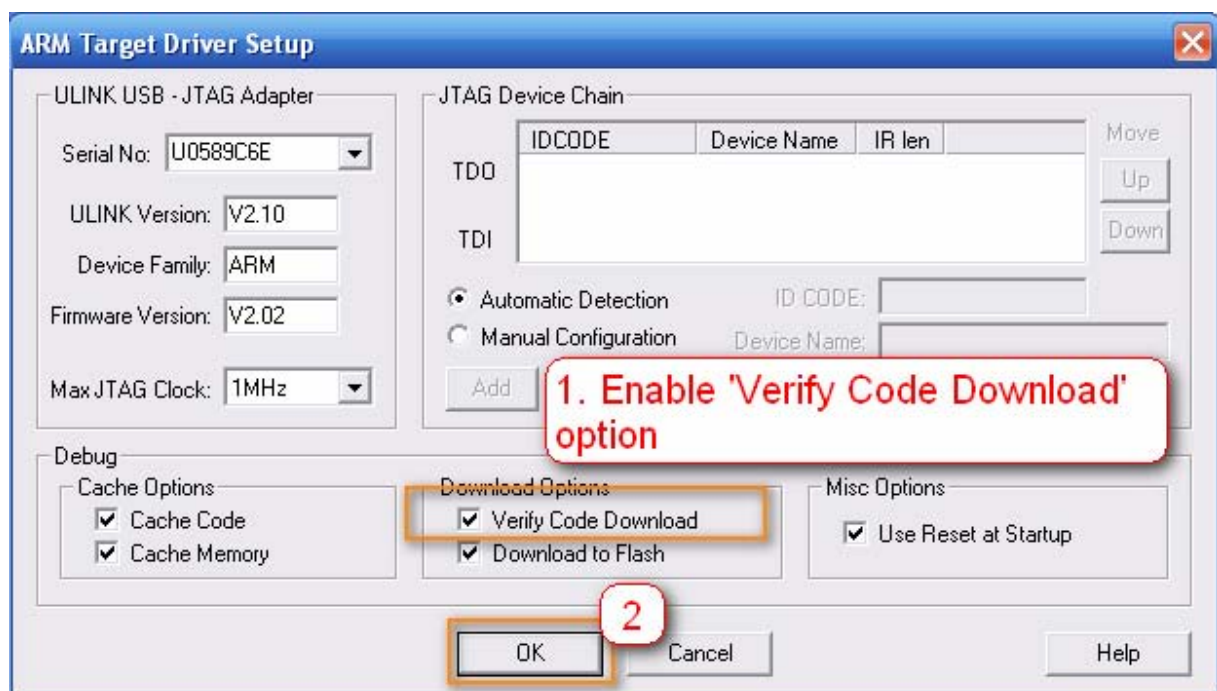 ARM Target Driver Setup
ULINK USB - JTAG Adapter
Serial No: U0589C6E
ULINK Version: V2.10
Device Family: ARM
Firmware Version: V2.02
Max JTAG Clock: 1MHz
JTAG Device Chain
IDCODE Device Name IR len
Move
TDO
Up
TDI
Down
Automatic Detection
ID CODE:
Manual Configuration
Device Name:
Add
1. Enable 'Verify Code Download'
option
Debug
Cache Options
Cache Code
Cache Memory
Download Options
Verify Code Download
Download to Flash
Misc Options
Use Reset at Startup
2
OK
Cancel
Help